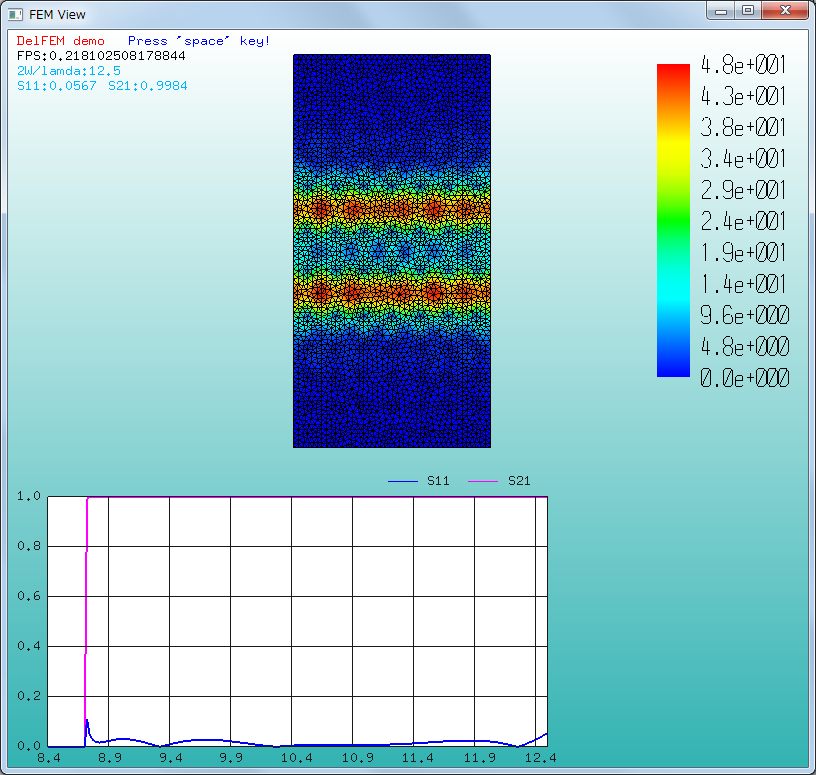 FEM View
DelFEM demo Press "space" key!
FPS:0.218102508178844
2W/lamda:12.5
S11:0.0567 S21:0.9984
4.8e+001
4.3e+001
3.8e+001
3.4e+001
2.9e+001
2.4e+001
1.9e+001
1.4e+001
9.6e+000
4.8e+000
0.0e+000
S11 S21
1.0
0.8
0.6
0.4
0.2
0.0
8.4 8.9 9.4 9.9 10.4 10.9 11.4 11.9 12.4